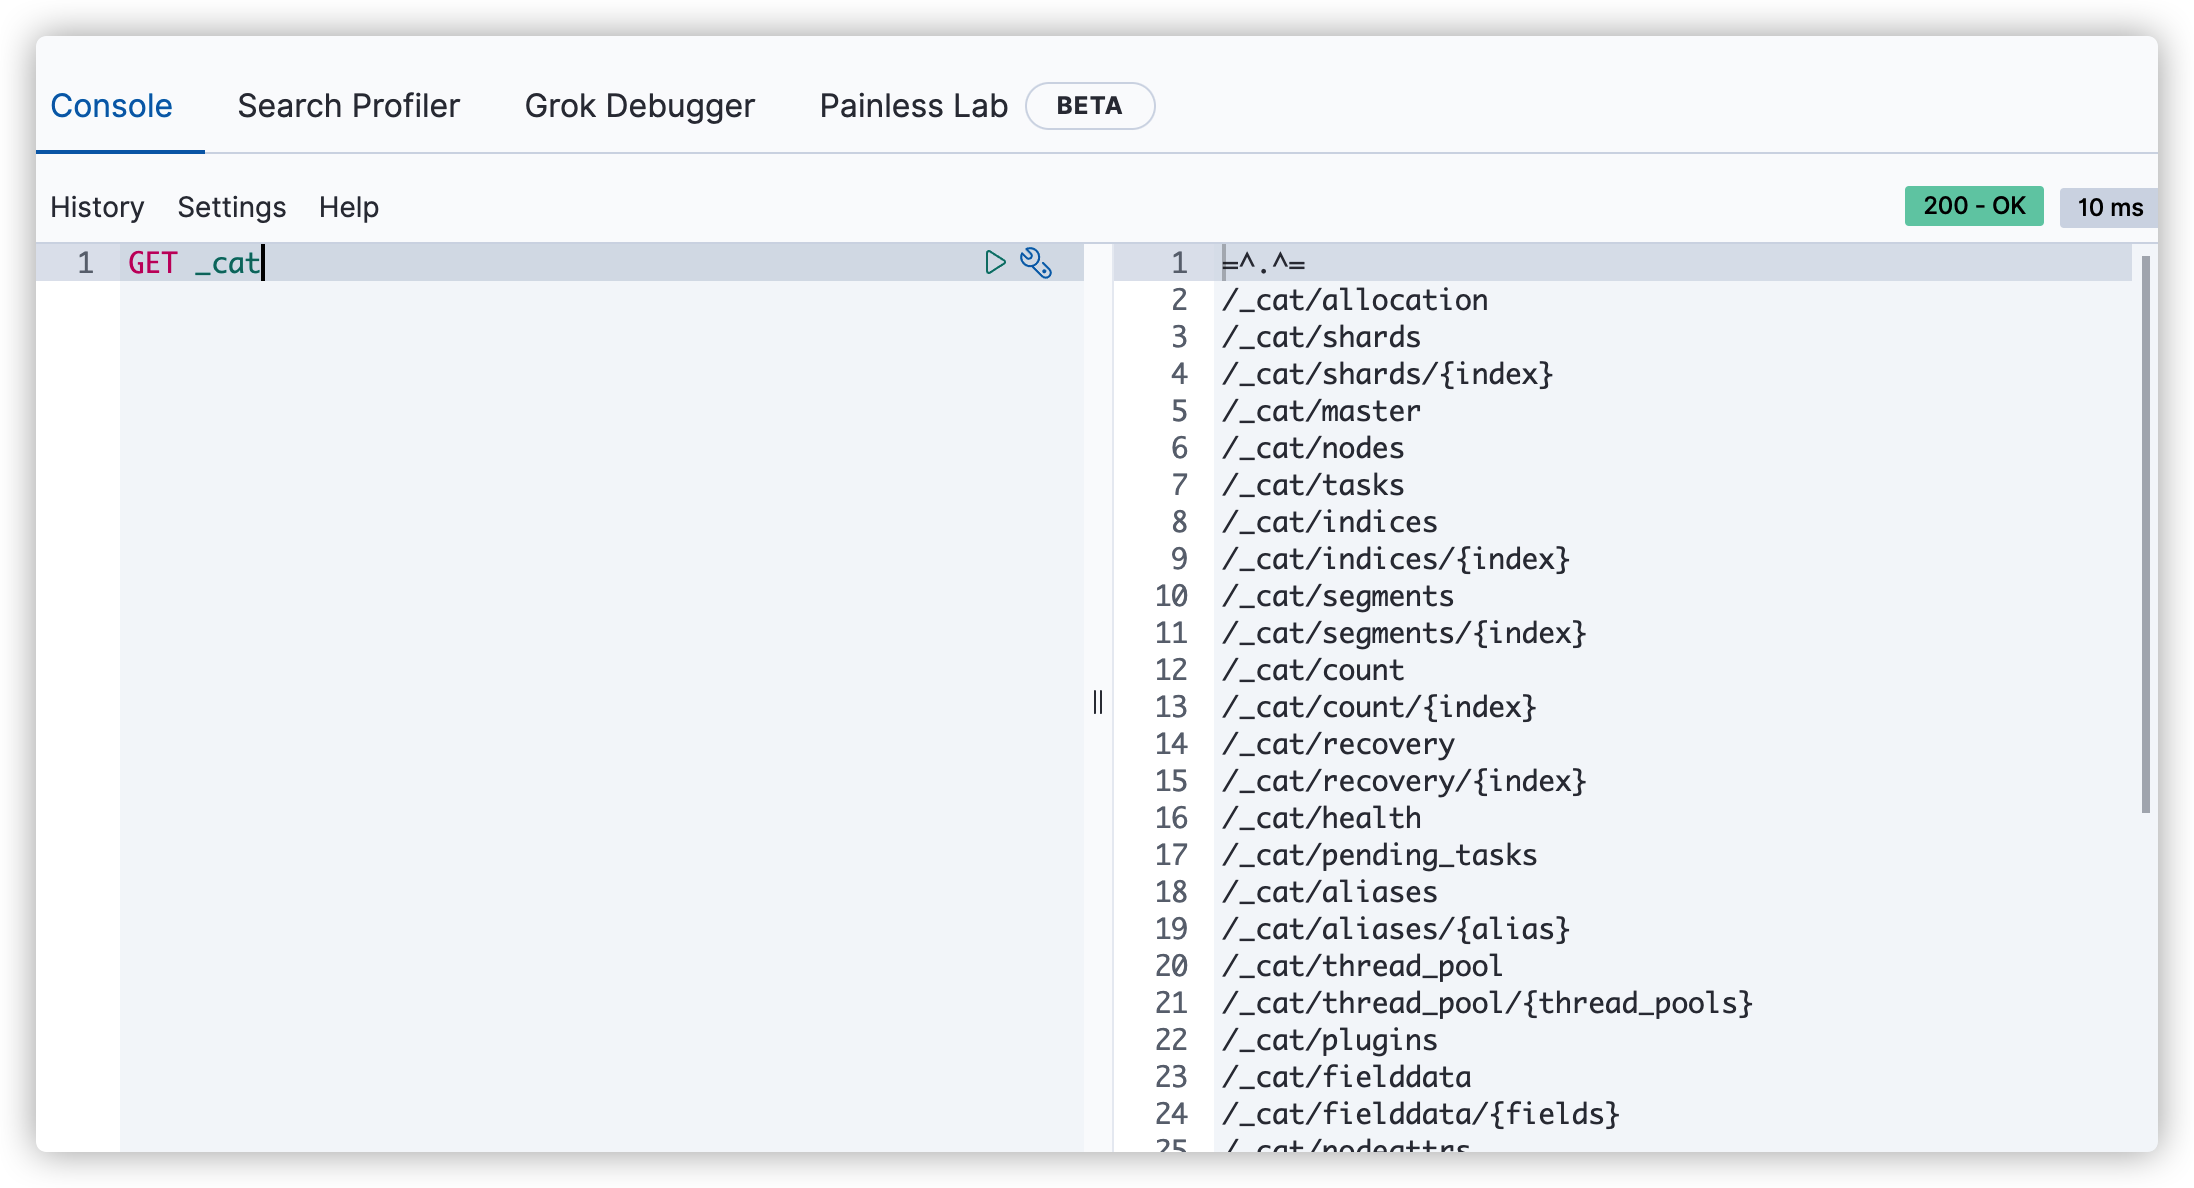 Console Search Profiler Grok Debugger Painless Lab BETA
History Settings Help 200 - OK 10 ms
1 GET _cat
1 =^.^=
2 /_cat/allocation
3 /_cat/shards
4 /_cat/shards/{index}
5 /_cat/master
6 /_cat/nodes
7 /_cat/tasks
8 /_cat/indices
9 /_cat/indices/{index}
10 /_cat/segments
11 /_cat/segments/{index}
12 /_cat/count
13 /_cat/count/{index}
14 /_cat/recovery
15 /_cat/recovery/{index}
16 /_cat/health
17 /_cat/pending_tasks
18 /_cat/aliases
19 /_cat/aliases/{alias}
20 /_cat/thread_pool
21 /_cat/thread_pool/{thread_pools}
22 /_cat/plugins
23 /_cat/fielddata
24 /_cat/fielddata/{fields}
25 /_cat/nodeattrs